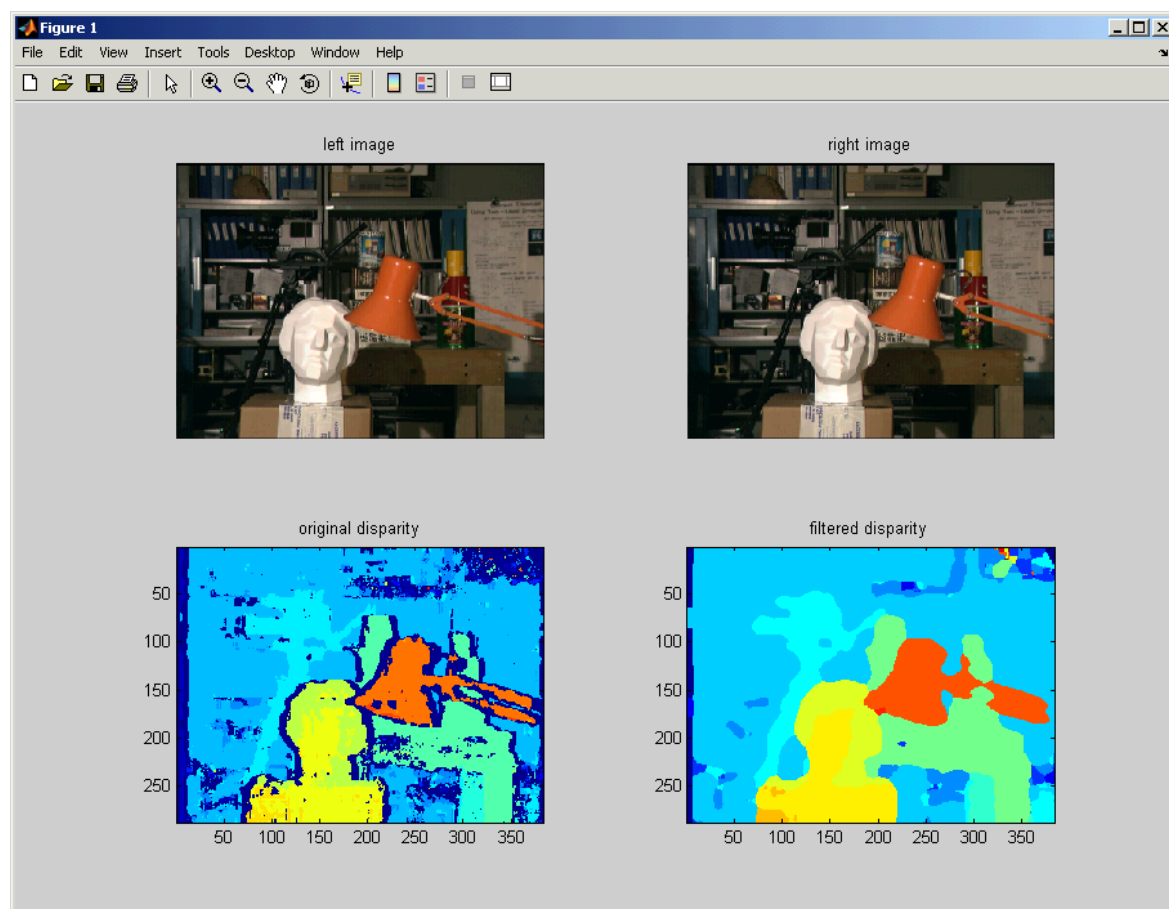 Figure 1
File Edit View Insert Tools Desktop Window Help
left image
right image
original disparity
filtered disparity
50
100
150
200
250
50 100 150 200 250 300 350
50
100
150
200
250
50 100 150 200 250 300 350